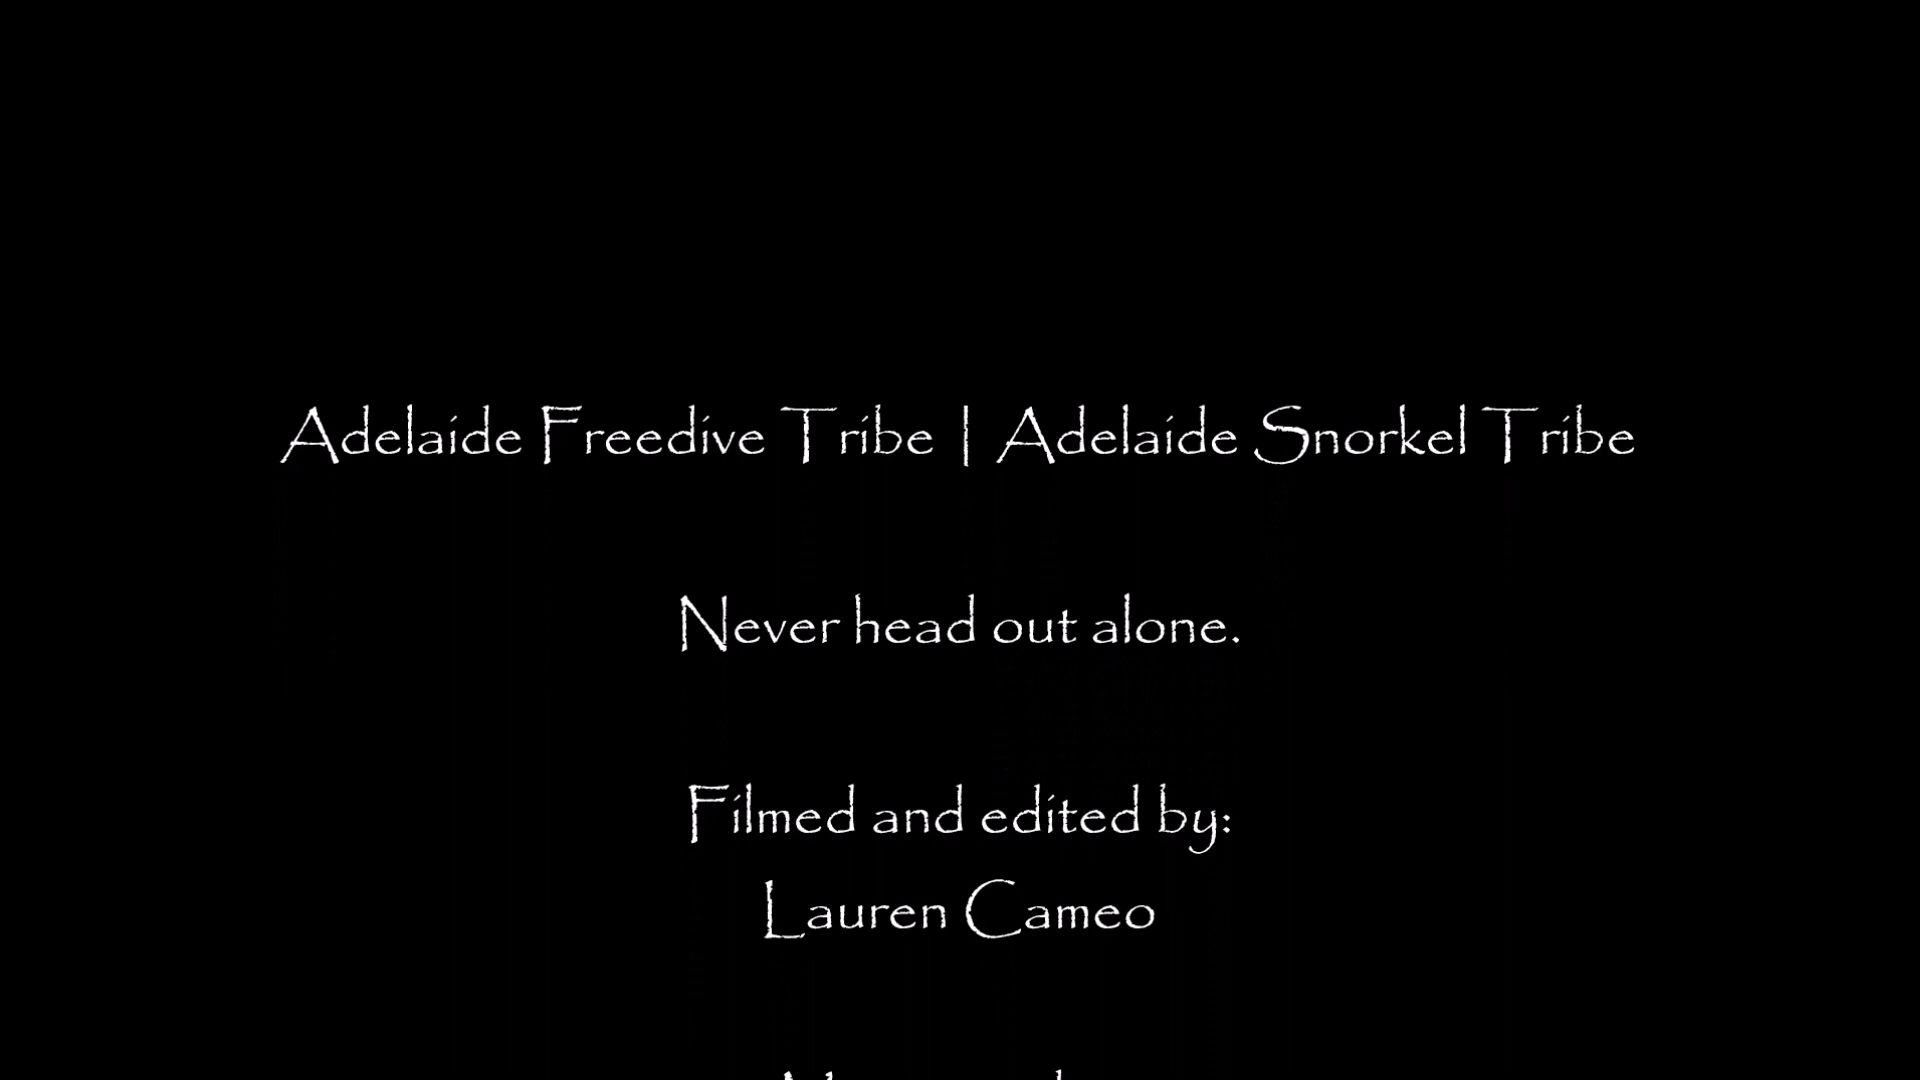 Adelaide Freedive Tribe | Adelaide Snorkel Tribe
Never head out alone.
Filmed and edited by:
Lauren Cameo